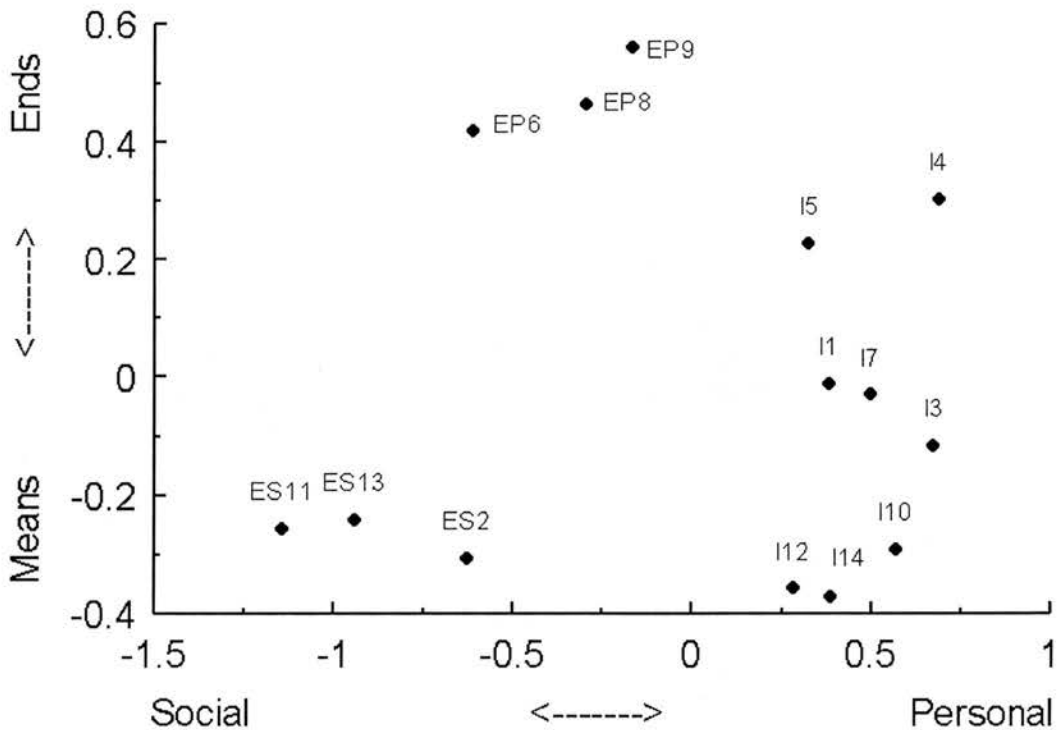 0.6
0.4
0.2
0
-0.2
-0.4
Ends
<------->
Means
EP9
EP8
EP6
I4
I5
I1
I7
I3
ES11
ES13
ES2
I10
I12
I14
-1.5
-1
-0.5
0
0.5
1
Social
<------->
Personal